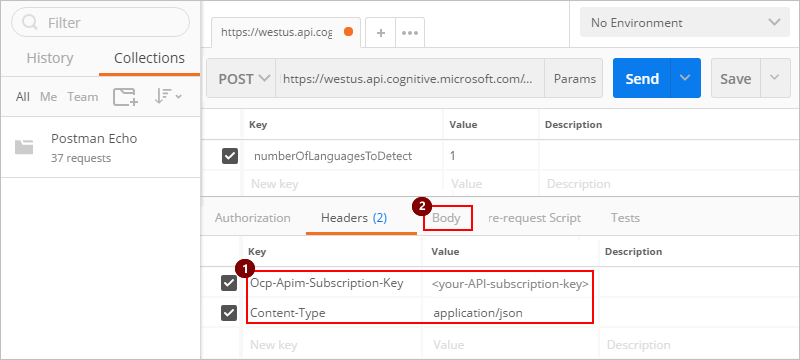 Filter
History Collections
All Me Team
Postman Echo
37 requests
https://westus.api.cog
+ •••
No Environment
POST https://westus.api.cognitive.microsoft.com/... Params Send Save
Key Value Description
numberOfLanguagesToDetect 1
New key Value Description
Authorization Headers (2) 2 Body re-request Script Tests
Key Value Description
1
Ocp-Apim-Subscription-Key <your-API-subscription-key>
Content-Type application/json
New key Value Description